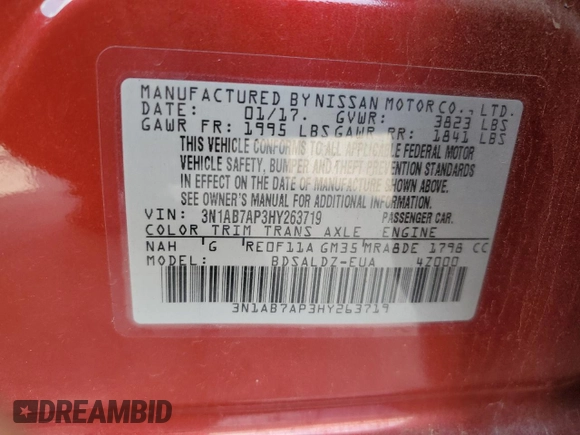 MANUFACTURED BY NISSAN MOTOR CO., LTD.
DATE: 01/17. GVWR: 3823 LBS
GAWR FR: 1995 LBS GAWR RR: 1841 LBS
THIS VEHICLE CONFORMS TO ALL APPLICABLE FEDERAL MOTOR
VEHICLE SAFETY, BUMPER AND THEFT PREVENTION STANDARDS
IN EFFECT ON THE DATE OF MANUFACTURE SHOWN ABOVE.
SEE OWNER'S MANUAL FOR ADDITIONAL INFORMATION.
VIN: 3N1AB7AP3HY263719 PASSENGER CAR.
COLOR TRIM TRANS AXLE ENGINE
NAH G RE0F11A GM35 MRA8DE 1798 CC
MODEL: BDSALDZ-EUA 4Z000
3N1AB7AP3HY263719
DREAMBID